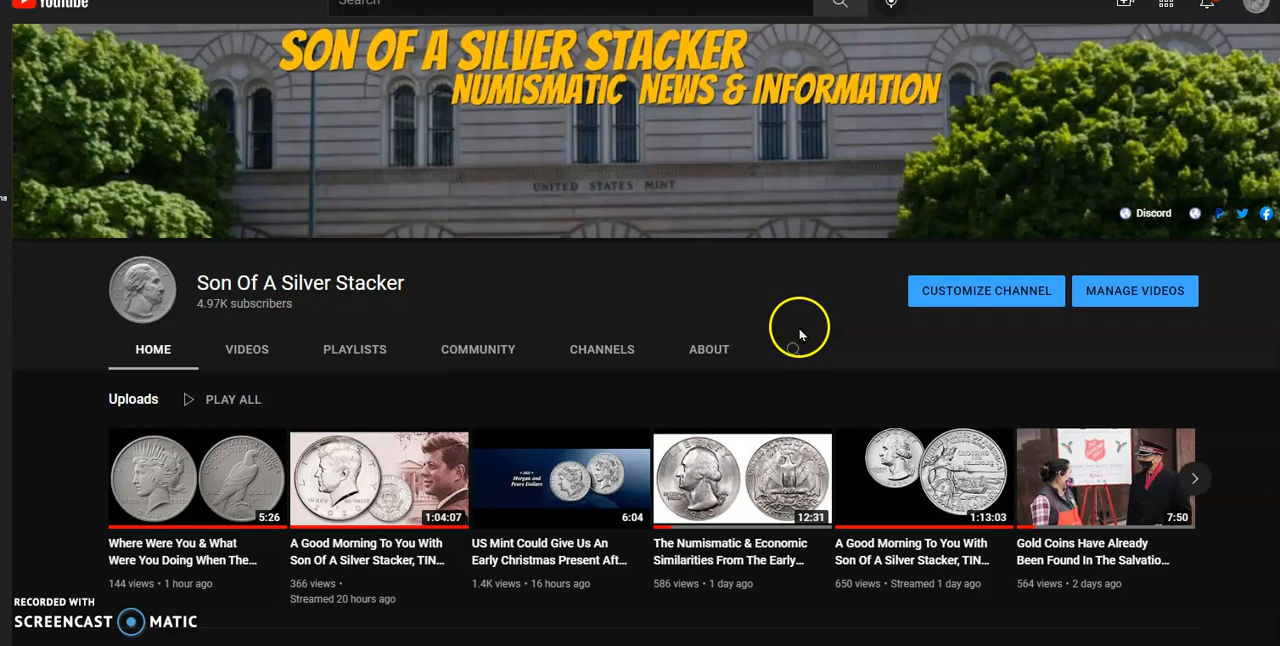 YouTube
Search
SON OF A SILVER STACKER
NUMISMATIC NEWS & INFORMATION
UNITED STATES MINT
Discord
Son Of A Silver Stacker
4.97K subscribers
CUSTOMIZE CHANNEL
MANAGE VIDEOS
HOME
VIDEOS
PLAYLISTS
COMMUNITY
CHANNELS
ABOUT
Uploads
PLAY ALL
5:26
1:04:07
6:04
12:31
1:13:03
7:50
Where Were You & What
Were You Doing When The...
144 views • 1 hour ago
A Good Morning To You With
Son Of A Silver Stacker, TIN...
366 views •
Streamed 20 hours ago
US Mint Could Give Us An
Early Christmas Present Aft...
1.4K views • 16 hours ago
The Numismatic & Economic
Similarities From The Early...
586 views • 1 day ago
A Good Morning To You With
Son Of A Silver Stacker, TIN...
650 views • Streamed 1 day ago
Gold Coins Have Already
Been Found In The Salvatio...
564 views • 2 days ago
RECORDED WITH
SCREENCAST MATIC